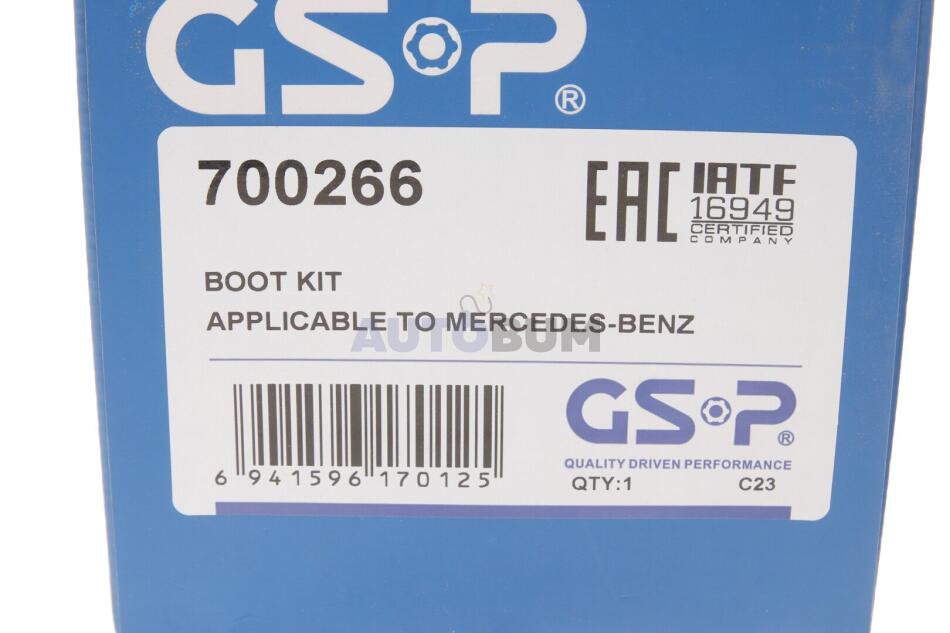 GSP®
700266
EAC IATF
16949
CERTIFIED
COMPANY
BOOT KIT
APPLICABLE TO MERCEDES-BENZ
AUTOBUM
6 941596 170125
GSP®
QUALITY DRIVEN PERFORMANCE
QTY:1 C23